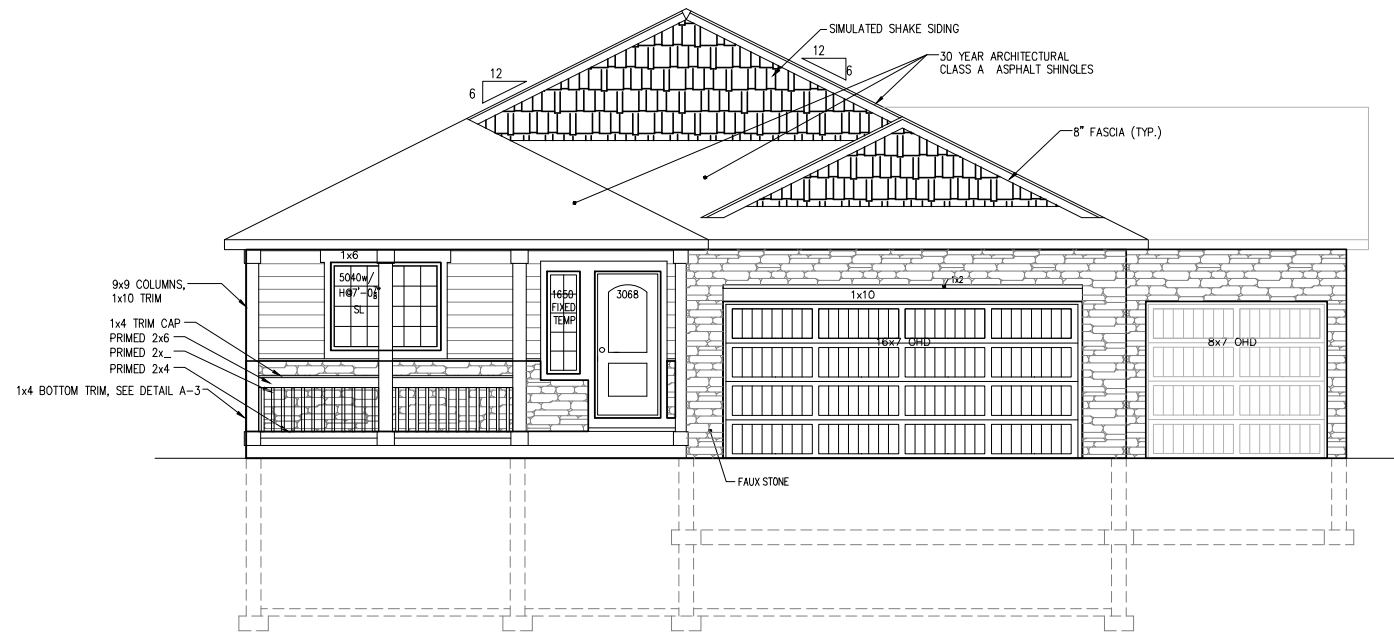 SIMULATED SHAKE SIDING
12
6
30 YEAR ARCHITECTURAL
CLASS A ASPHALT SHINGLES
12
6
8" FASCIA (TYP.)
9x9 COLUMNS,
1x10 TRIM
1x4 TRIM CAP
PRIMED 2x6
PRIMED 2x_
PRIMED 2x4
1x4 BOTTOM TRIM, SEE DETAIL A-3
1x6
5040w/
SL
1650
FIXED
TEMP
3068
1x2
1x10
16x7 OHD
8x7 OHD
FAUX STONE